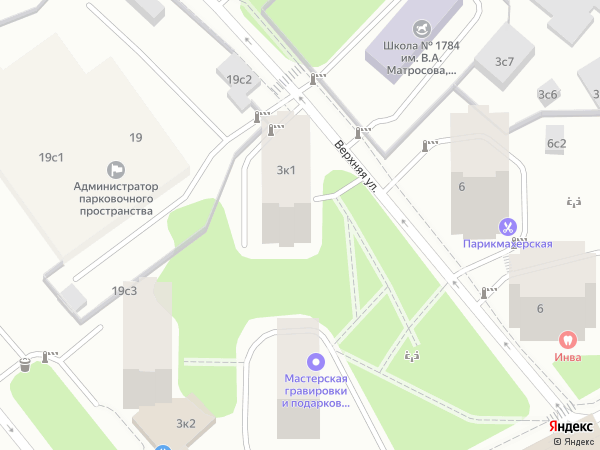 Школа № 1784
им. В.А.
Матросова,...
3с7
19с2
3с6
6с2
19
19с1
Администратор
парковочного
пространства
3к1
Верхняя ул.
6
Парикмахерская
19с3
6
Инва
Мастерская
гравировки
и подарков...
3к2
Яндекс